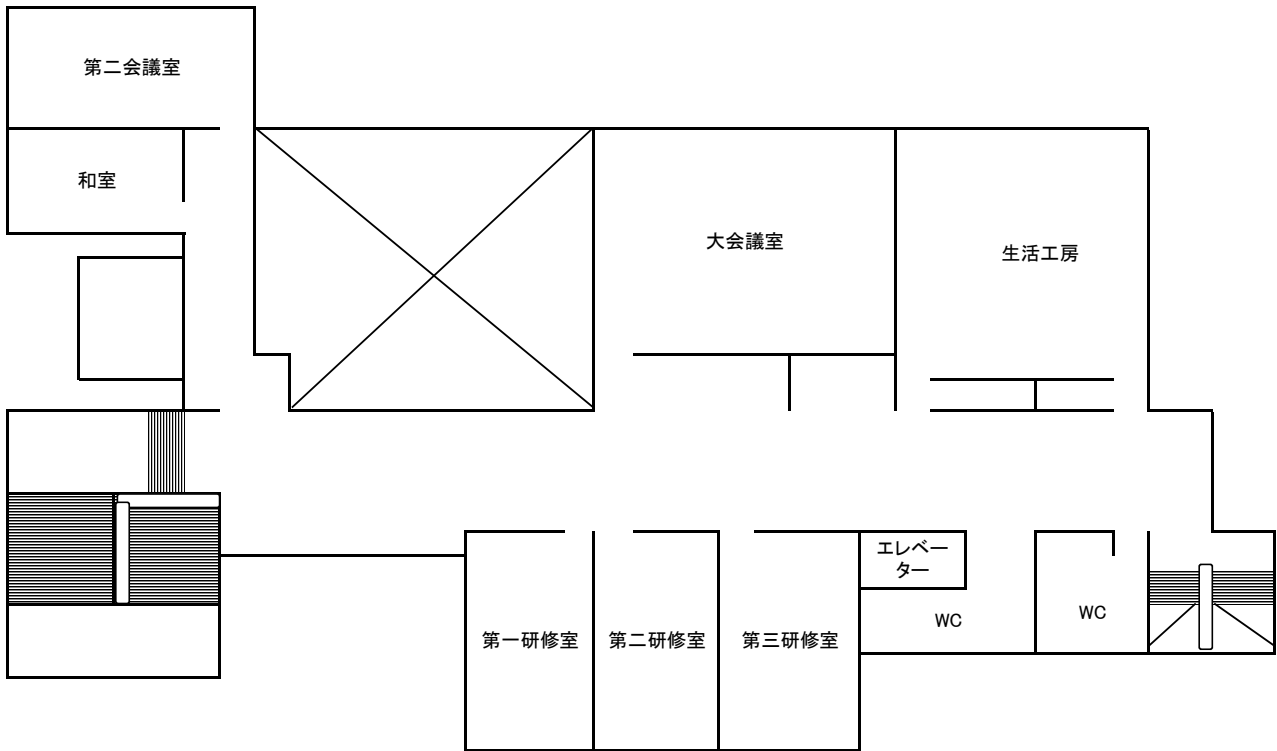 第二会議室
和室
大会議室
生活工房
エレベー
ター
WC
WC
第一研修室
第二研修室
第三研修室